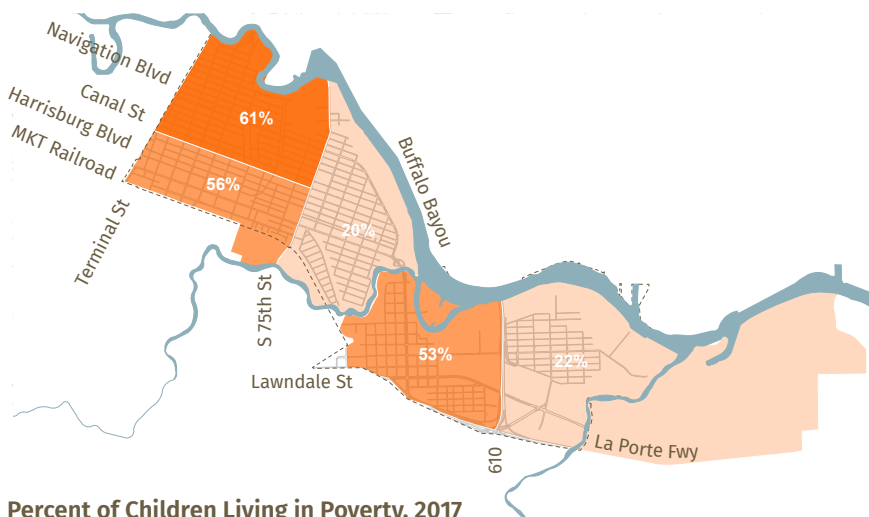 Navigation Blvd
Canal St
Harrisburg Blvd
MKT Railroad
61%
56%
Buffalo Bayou
20%
Terminal St
S 75th St
53%
22%
Lawndale St
La Porte Fwy
610
Percent of Children Living in Poverty, 2017